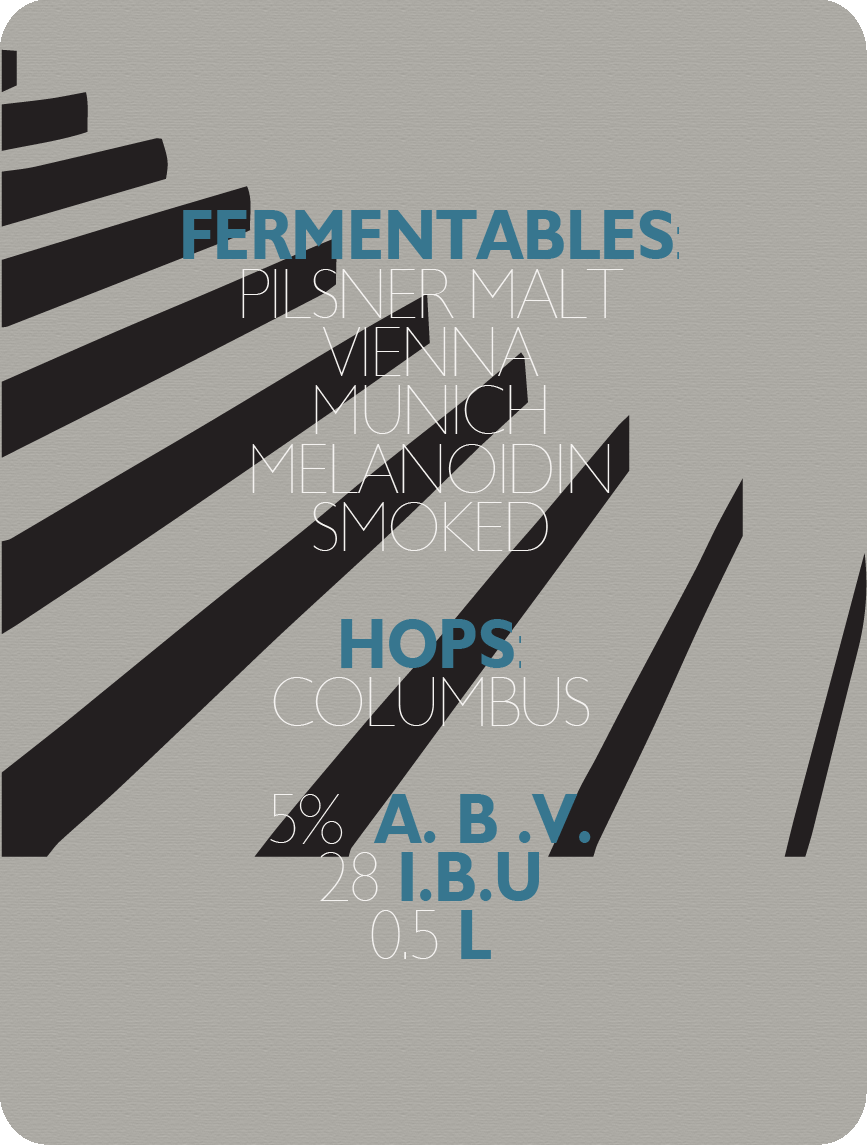 FERMENTABLES:
PILSNER MALT
VIENNA
MUNICH
MELANOIDIN
SMOKED
HOPS:
COLUMBUS
5% A. B .V.
28 I.B.U
0.5 L